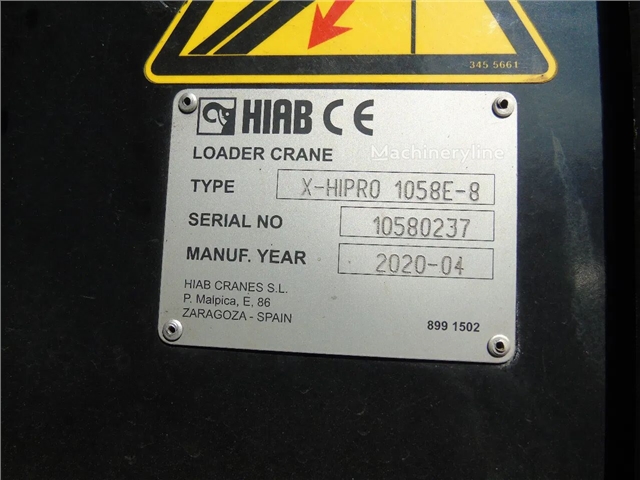 345 5661
HIAB CE
LOADER CRANE
Machineryline
TYPE X-HIPRO 1058E-8
SERIAL NO 10580237
MANUF. YEAR 2020-04
HIAB CRANES S.L.
P. Malpica, E, 86
ZARAGOZA - SPAIN
899 1502